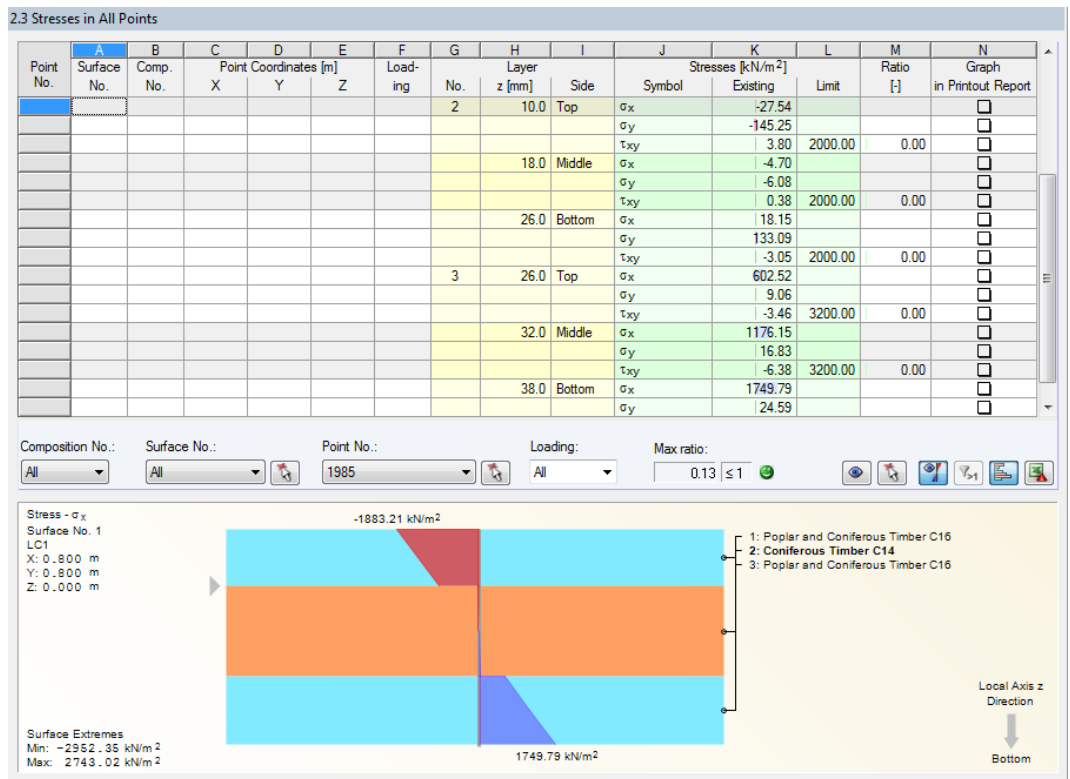 2.3 Stresses in All Points
A B C D E F G H I J K L M N
Point Surface Comp. Point Coordinates [m] Load- Layer Stresses [kN/m²] Ratio Graph
No. No. No. X Y Z ing No. z [mm] Side Symbol Existing Limit [-] in Printout Report
2 10.0 Top σx -27.54
σy -145.25
τxy 3.80 2000.00 0.00
18.0 Middle σx -4.70
σy -6.08
τxy 0.38 2000.00 0.00
26.0 Bottom σx 18.15
σy 133.09
τxy -3.05 2000.00 0.00
3 26.0 Top σx 602.52
σy 9.06
τxy -3.46 3200.00 0.00
32.0 Middle σx 1176.15
σy 16.83
τxy -6.38 3200.00 0.00
38.0 Bottom σx 1749.79
σy 24.59
Composition No.: Surface No.: Point No.: Loading: Max ratio:
All All 1985 All 0.13 ≤ 1
Stress - σx
Surface No. 1
LC1
X: 0.800 m
Y: 0.800 m
Z: 0.000 m
-1883.21 kN/m²
1: Poplar and Coniferous Timber C16
2: Coniferous Timber C14
3: Poplar and Coniferous Timber C16
Local Axis z
Direction
Bottom
1749.79 kN/m²
Surface Extremes
Min: -2952.35 kN/m²
Max: 2743.02 kN/m²